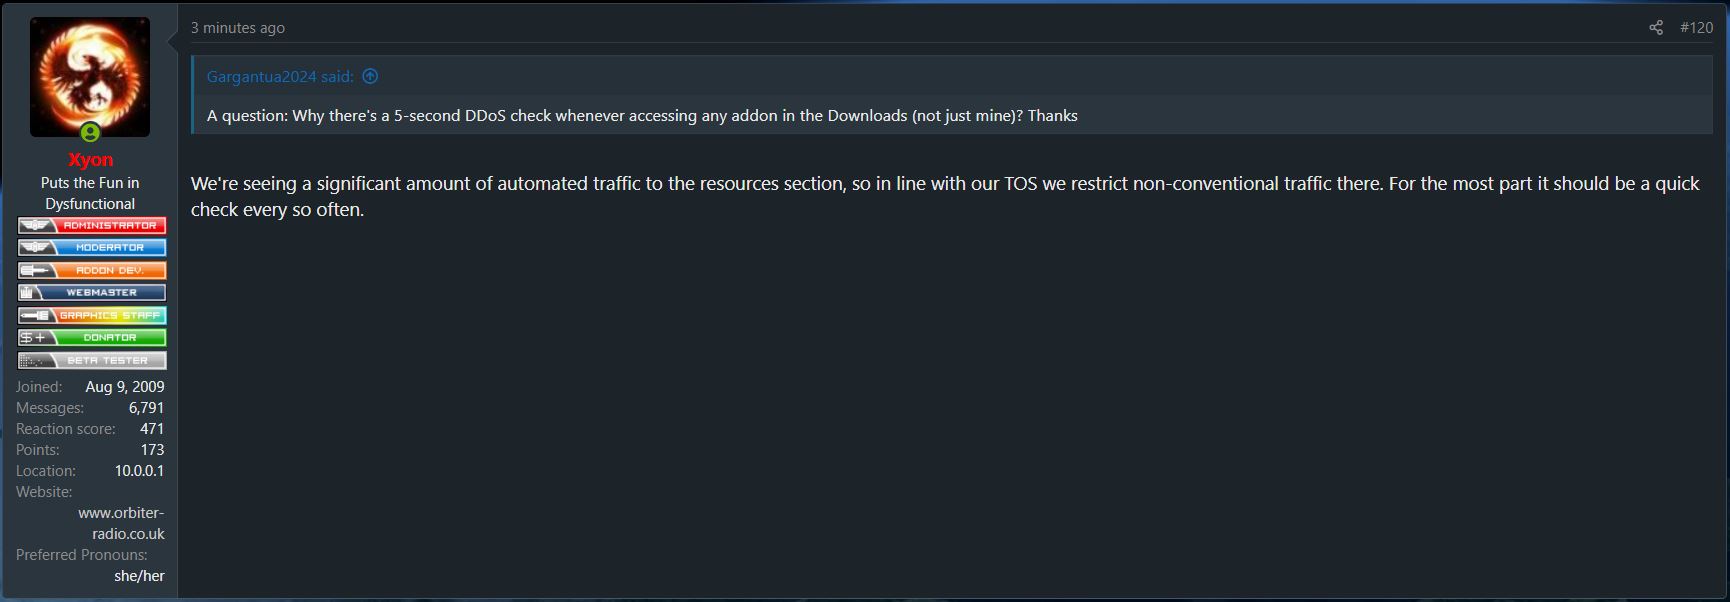 3 minutes ago
#120
Gargantua2024 said:
A question: Why there's a 5-second DDoS check whenever accessing any addon in the Downloads (not just mine)? Thanks
We're seeing a significant amount of automated traffic to the resources section, so in line with our TOS we restrict non-conventional traffic there. For the most part it should be a quick
check every so often.
Xyon
Puts the Fun in
Dysfunctional
ADMINISTRATOR
MODERATOR
ADDON DEV.
WEBMASTER
GRAPHICS STAFF
$+ DONATOR
BETA TESTER
Joined: Aug 9, 2009
Messages: 6,791
Reaction score: 471
Points: 173
Location: 10.0.0.1
Website:
www.orbiter-
radio.co.uk
Preferred Pronouns:
she/her